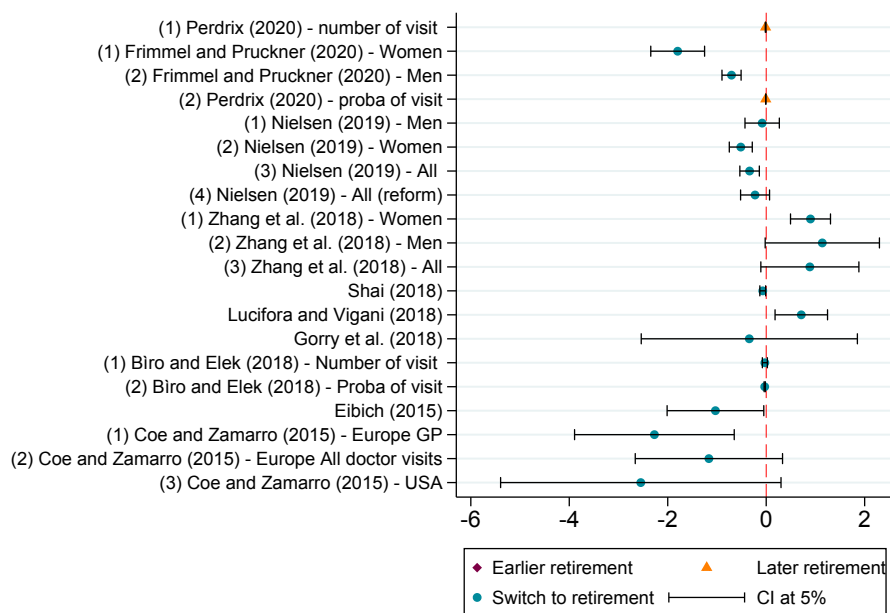 (1) Perdrix (2020) - number of visit
(1) Frimmel and Pruckner (2020) - Women
(2) Frimmel and Pruckner (2020) - Men
(2) Perdrix (2020) - proba of visit
(1) Nielsen (2019) - Men
(2) Nielsen (2019) - Women
(3) Nielsen (2019) - All
(4) Nielsen (2019) - All (reform)
(1) Zhang et al. (2018) - Women
(2) Zhang et al. (2018) - Men
(3) Zhang et al. (2018) - All
Shai (2018)
Lucifora and Vigani (2018)
Gorry et al. (2018)
(1) Bìro and Elek (2018) - Number of visit
(2) Bìro and Elek (2018) - Proba of visit
Eibich (2015)
(1) Coe and Zamarro (2015) - Europe GP
(2) Coe and Zamarro (2015) - Europe All doctor visits
(3) Coe and Zamarro (2015) - USA
-6 -4 -2 0 2
Earlier retirement Later retirement
Switch to retirement CI at 5%